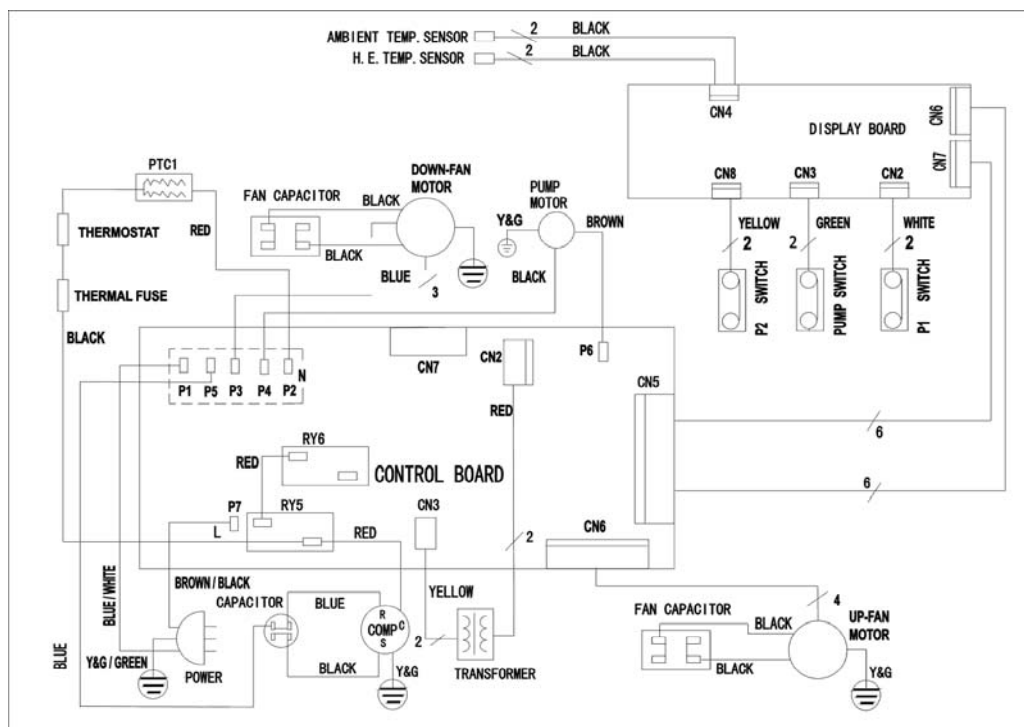 AMBIENT TEMP. SENSOR
2
BLACK
H. E. TEMP. SENSOR
2
BLACK
CN4
DISPLAY BOARD
CN6
CN7
CN8
CN3
CN2
YELLOW
2
GREEN
2
WHITE
2
P2 SWITCH
PUMP SWITCH
P1 SWITCH
PTC1
THERMOSTAT
RED
THERMAL FUSE
BLACK
FAN CAPACITOR
BLACK
BLACK
DOWN-FAN
MOTOR
BLUE
3
PUMP
MOTOR
Y&G
BROWN
BLACK
P1
P5
P3
P4
P2
N
CN7
CN2
P6
CN5
RED
6
6
RY6
RED
CONTROL BOARD
P7
RY5
L
RED
CN3
2
CN6
BROWN/BLACK
BLUE/WHITE
BLUE
Y&G/GREEN
POWER
CAPACITOR
BLUE
BLACK
R
COMP
C
S
Y&G
YELLOW
2
TRANSFORMER
4
FAN CAPACITOR
BLACK
BLACK
UP-FAN
MOTOR
Y&G